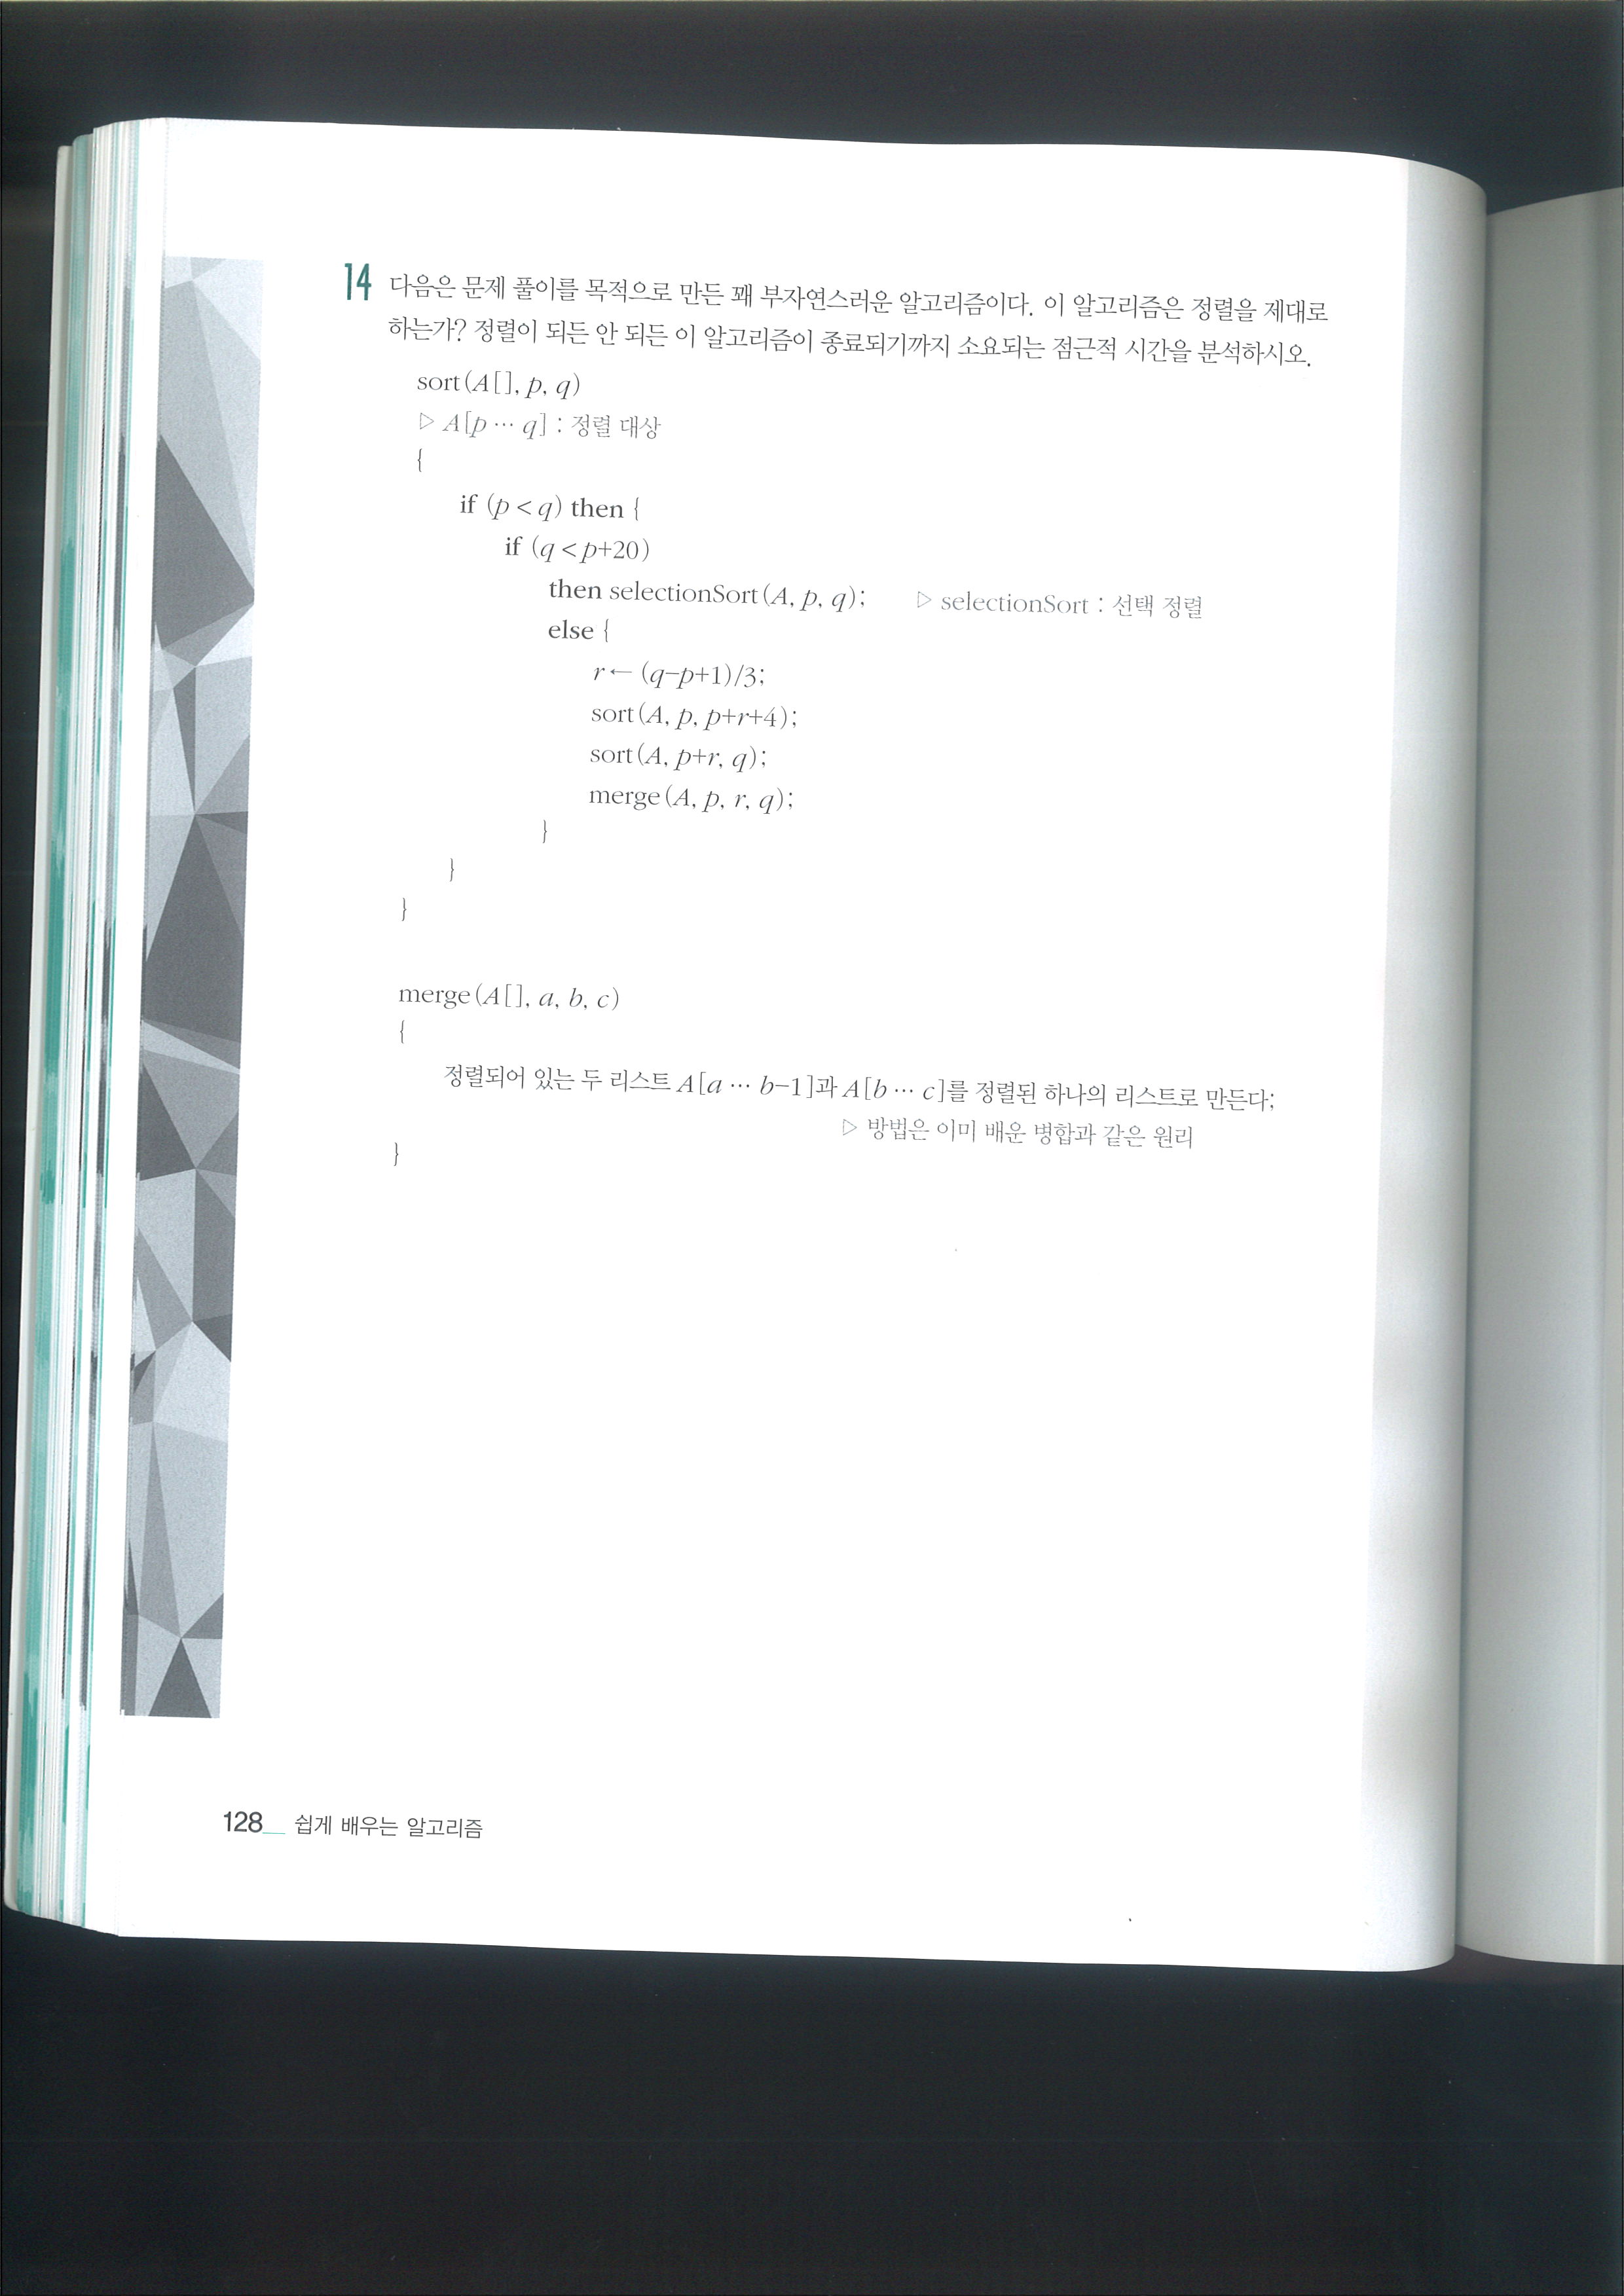 14 다음은 문제 풀이를 목적으로 만든 꽤 부자연스러운 알고리즘이다. 이 알고리즘은 정렬을 제대로
하는가? 정렬이 되든 안 되든 이 알고리즘이 종료되기까지 소요되는 점근적 시간을 분석하시오.
sort(A[], p, q)
▷ A[p ··· q] : 정렬 대상
{
if (p < q) then {
if (q < p+20)
then selectionSort(A, p, q); ▷ selectionSort : 선택 정렬
else {
r ← (q-p+1)/3;
sort(A, p, p+r+4);
sort(A, p+r, q);
merge(A, p, r, q);
}
}
}
merge(A[], a, b, c)
{
정렬되어 있는 두 리스트 A[a ··· b-1]과 A[b ··· c]를 정렬된 하나의 리스트로 만든다;
▷ 방법은 이미 배운 병합과 같은 원리
}
128__ 쉽게 배우는 알고리즘